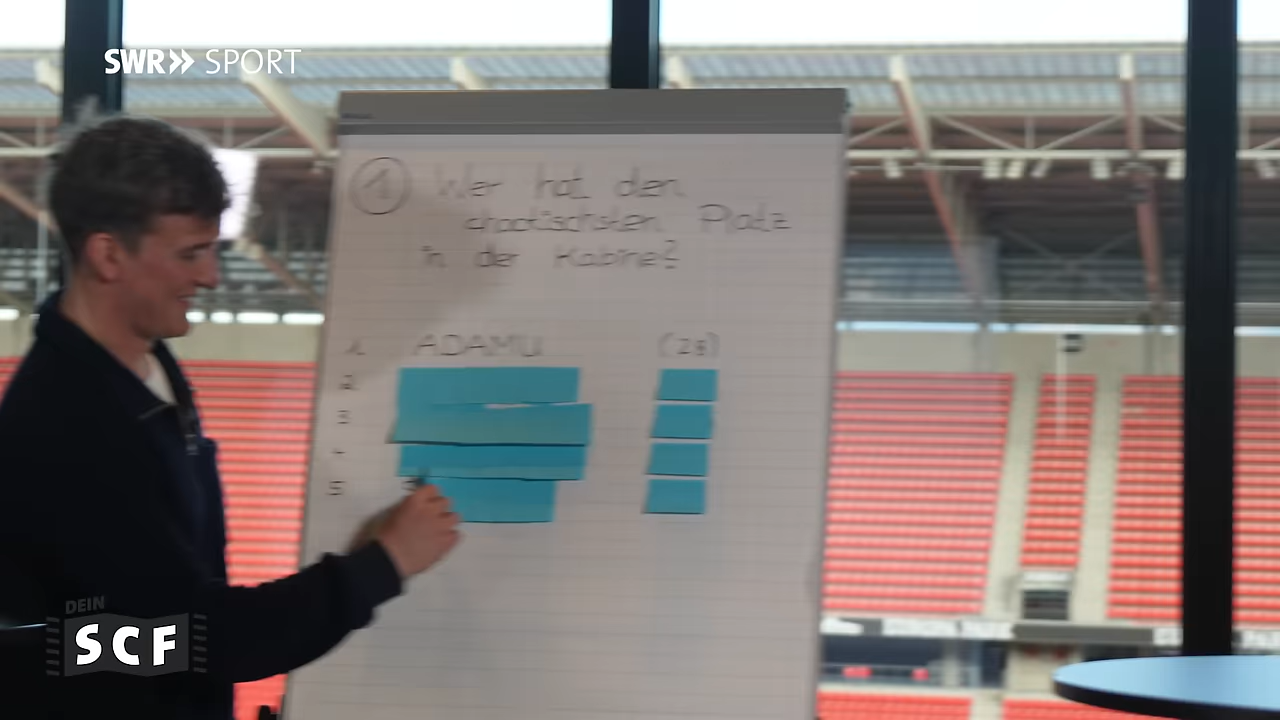 SWR» SPORT
1 Wer hat den
chaotischsten Platz
in der Kabine?
1. ADAMU (28)
2
3
4
5
DEIN
SCF